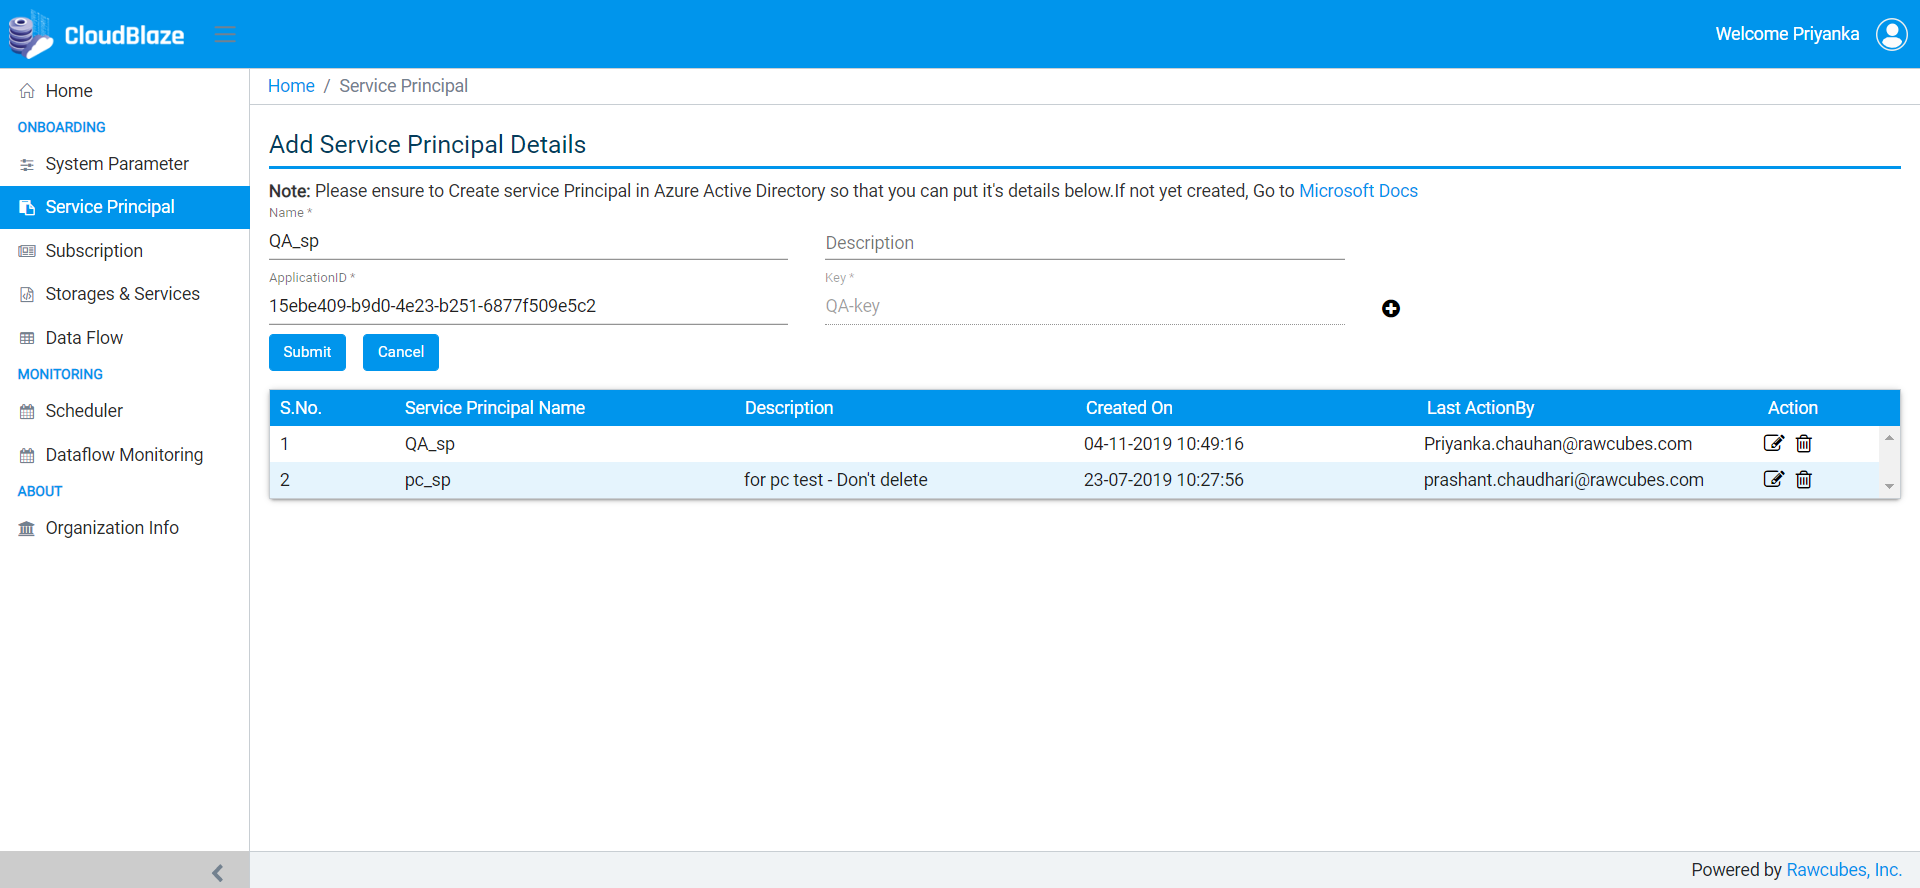 CloudBlaze
Welcome Priyanka
Home
ONBOARDING
System Parameter
Service Principal
Subscription
Storages & Services
Data Flow
MONITORING
Scheduler
Dataflow Monitoring
ABOUT
Organization Info
Home / Service Principal
Add Service Principal Details
Note: Please ensure to Create service Principal in Azure Active Directory so that you can put it's details below.If not yet created, Go to Microsoft Docs
Name *
QA_sp
Description
ApplicationID *
15ebe409-b9d0-4e23-b251-6877f509e5c2
Key *
QA-key
Submit Cancel
S.No. Service Principal Name Description Created On Last ActionBy Action
1 QA_sp 04-11-2019 10:49:16 Priyanka.chauhan@rawcubes.com
2 pc_sp for pc test - Don't delete 23-07-2019 10:27:56 prashant.chaudhari@rawcubes.com
Powered by Rawcubes, Inc.